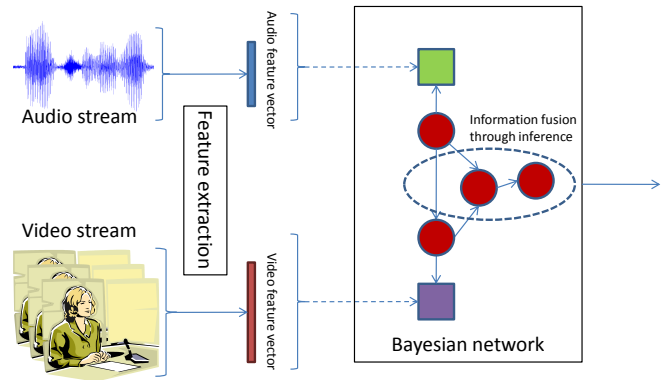 Audio stream
Feature extraction
Audio feature vector
Information fusion
through inference
Video stream
Video feature vector
Bayesian network